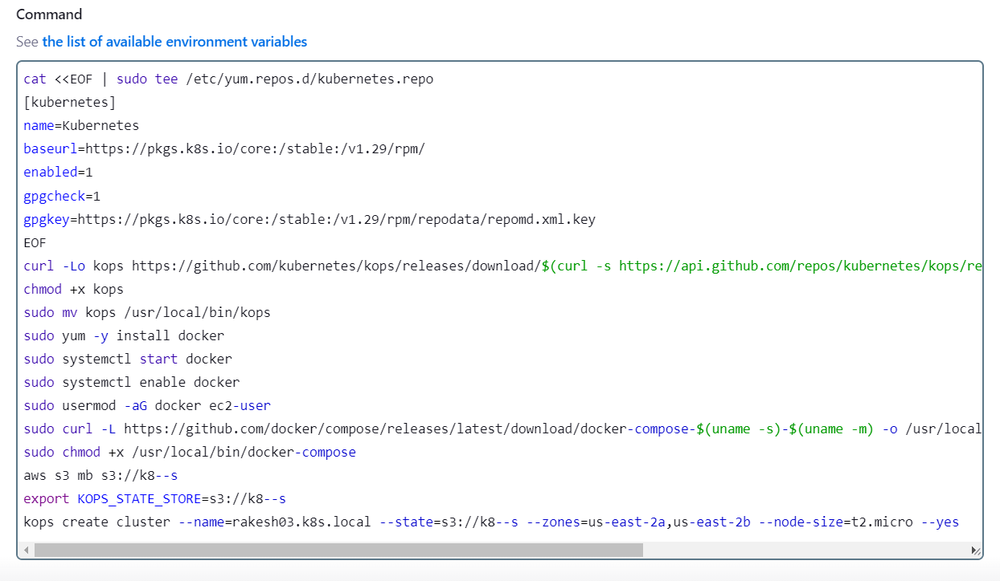 Command
See the list of available environment variables
cat <<EOF | sudo tee /etc/yum.repos.d/kubernetes.repo
[kubernetes]
name=Kubernetes
baseurl=https://pkgs.k8s.io/core:/stable:/v1.29/rpm/
enabled=1
gpgcheck=1
gpgkey=https://pkgs.k8s.io/core:/stable:/v1.29/rpm/repodata/repomd.xml.key
EOF
curl -Lo kops https://github.com/kubernetes/kops/releases/download/$(curl -s https://api.github.com/repos/kubernetes/kops/re
chmod +x kops
sudo mv kops /usr/local/bin/kops
sudo yum -y install docker
sudo systemctl start docker
sudo systemctl enable docker
sudo usermod -aG docker ec2-user
sudo curl -L https://github.com/docker/compose/releases/latest/download/docker-compose-$(uname -s)-$(uname -m) -o /usr/local
sudo chmod +x /usr/local/bin/docker-compose
aws s3 mb s3://k8--s
export KOPS_STATE_STORE=s3://k8--s
kops create cluster --name=rakesh03.k8s.local --state=s3://k8--s --zones=us-east-2a,us-east-2b --node-size=t2.micro --yes